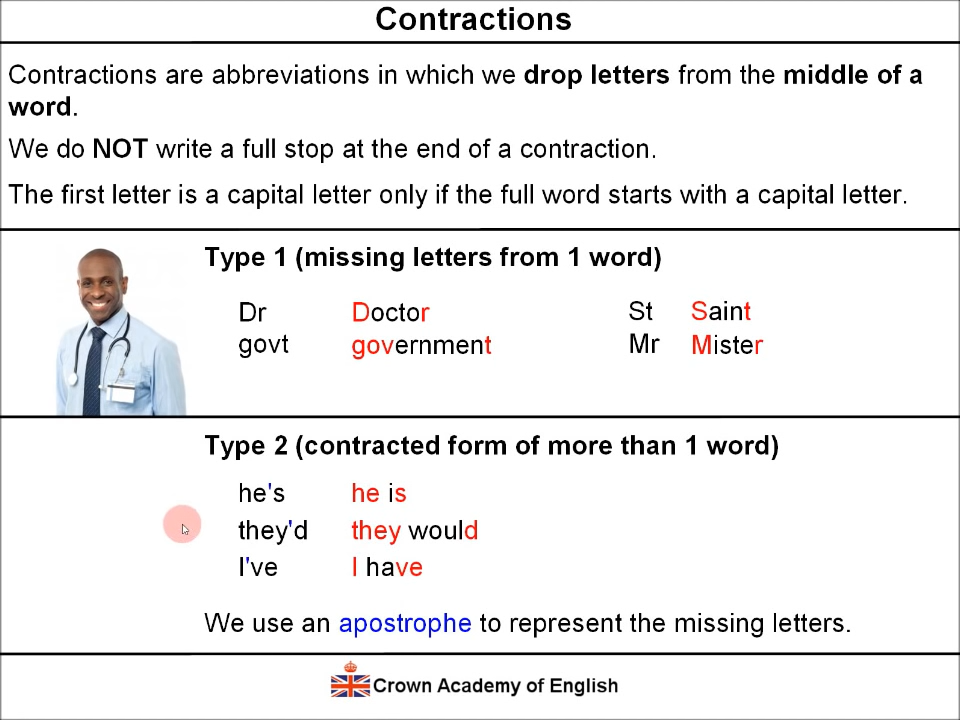 Contractions
Contractions are abbreviations in which we drop letters from the middle of a
word.
We do NOT write a full stop at the end of a contraction.
The first letter is a capital letter only if the full word starts with a capital letter.
Type 1 (missing letters from 1 word)
Dr Doctor St Saint
govt government Mr Mister
Type 2 (contracted form of more than 1 word)
he's he is
they'd they would
I've I have
We use an apostrophe to represent the missing letters.
Crown Academy of English